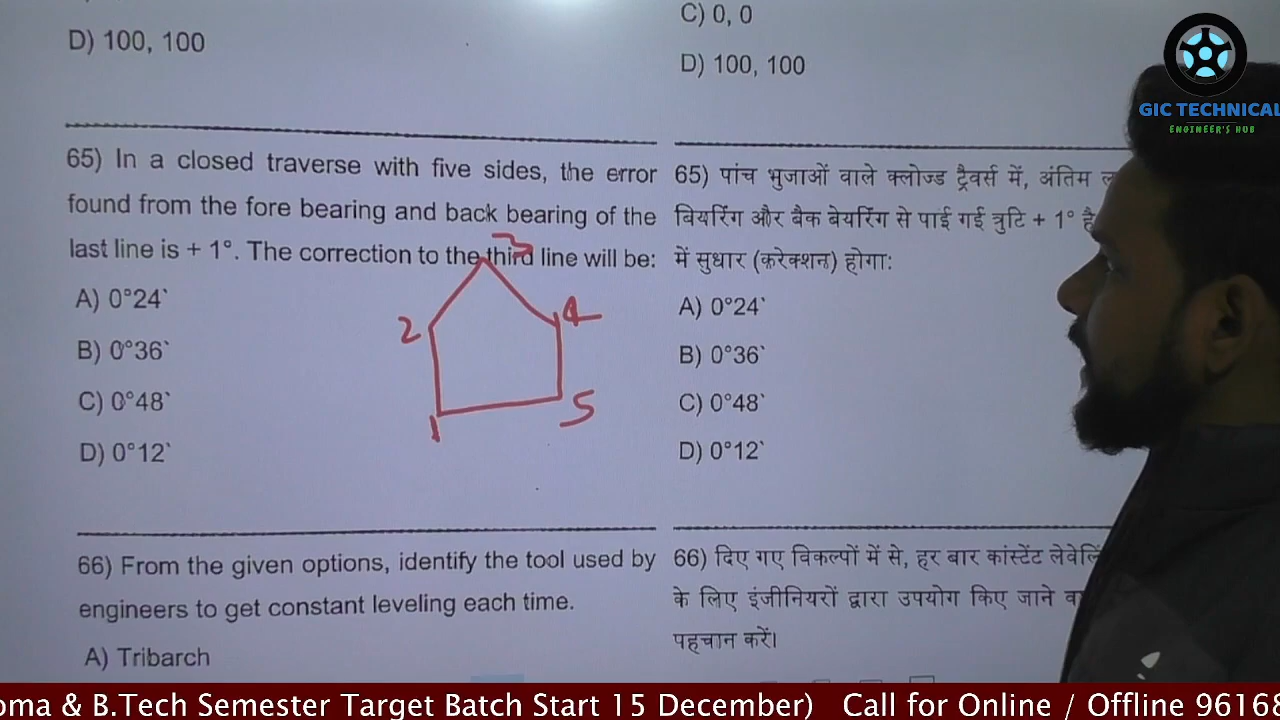 D) 100, 100
65) In a closed traverse with five sides, the error
found from the fore bearing and back bearing of the
last line is + 1°. The correction to the third line will be:
A) 0°24`
B) 0°36`
C) 0°48`
D) 0°12`
3
2
4
1
5
66) From the given options, identify the tool used by
engineers to get constant leveling each time.
A) Tribarch
C) 0, 0
D) 100, 100
65) पांच भुजाओं वाले क्लोज्ड ट्रैवर्स में, अंतिम
बियरिंग और बैक बेयरिंग से पाई गई त्रुटि + 1° है
में सुधार (करेक्शन) होगा:
A) 0°24`
B) 0°36`
C) 0°48`
D) 0°12`
66) दिए गए विकल्पों में से, हर बार कांस्टेंट
के लिए इंजीनियरों द्वारा उपयोग किए जाने
पहचान करें।
GIC TECHNICAL
ENGINEER'S HUB
oma & B.Tech Semester Target Batch Start 15 December) Call for Online / Offline 96168